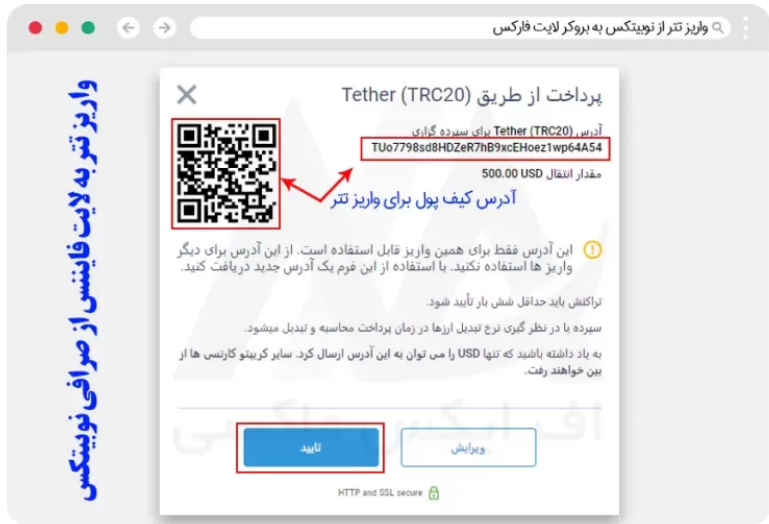 واریز تتر از نوبیتکس به بروکر لایت فارکس
واریز تتر به لایت فایننس از صرافی نوبیتکس
پرداخت از طریق Tether (TRC20)
آدرس Tether (TRC20) برای سپرده گزاری
TUo7798sd8HDZeR7hB9xcEHoez1wp64A54
مقدار انتقال 500.00 USD
آدرس کیف پول برای واریز تتر
این آدرس فقط برای همین واریز قابل استفاده است. از این آدرس برای دیگر
واریز ها استفاده نکنید. با استفاده از این فرم یک آدرس جدید دریافت کنید.
تراکنش باید حداقل شش بار تأیید شود.
سپرده با در نظر گیری نرخ تبدیل ارزها در زمان پرداخت محاسبه و تبدیل میشود.
به یاد داشته باشید که تنها USD را می توان به این آدرس ارسال کرد. سایر کریپتو کارنسی ها از
بین خواهند رفت.
اف ایکس ماکسی
ویرایش
تایید
HTTP and SSL secure